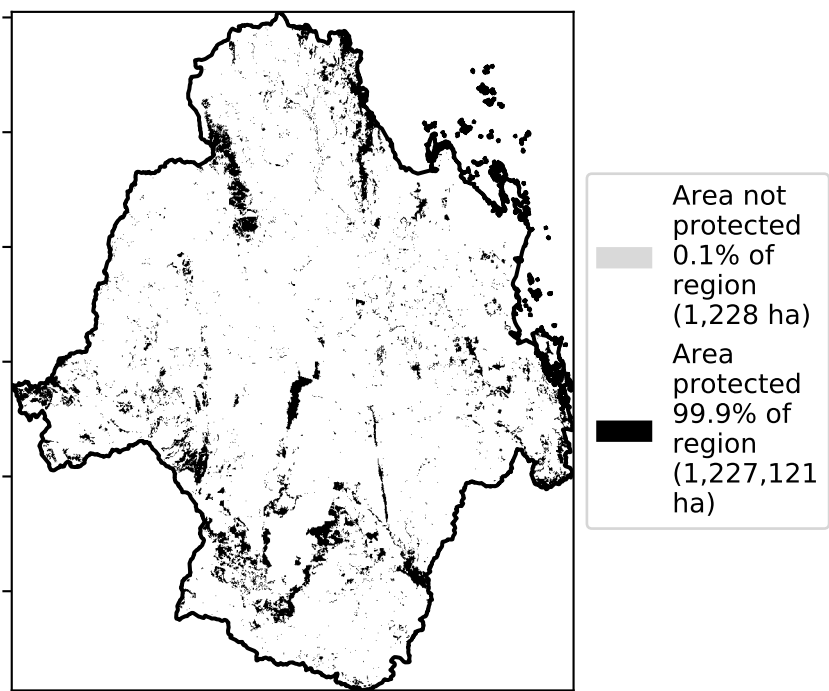 Area not
protected
0.1% of
region
(1,228 ha)
Area
protected
99.9% of
region
(1,227,121
ha)